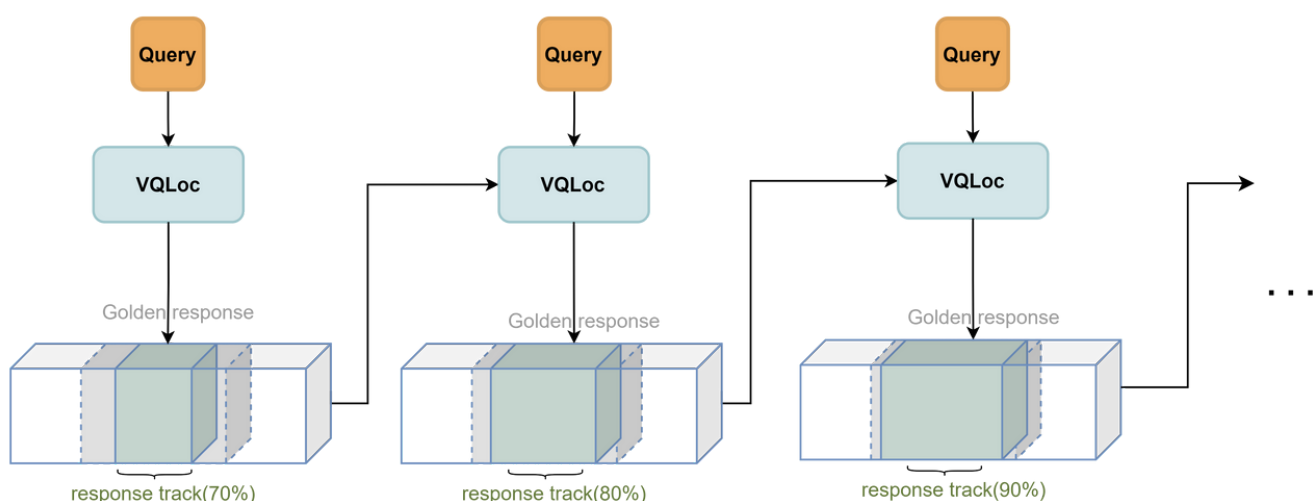 Query
Query
Query
VQLoc
VQLoc
VQLoc
Golden response
Golden response
Golden response
...
response track(70%)
response track(80%)
response track(90%)